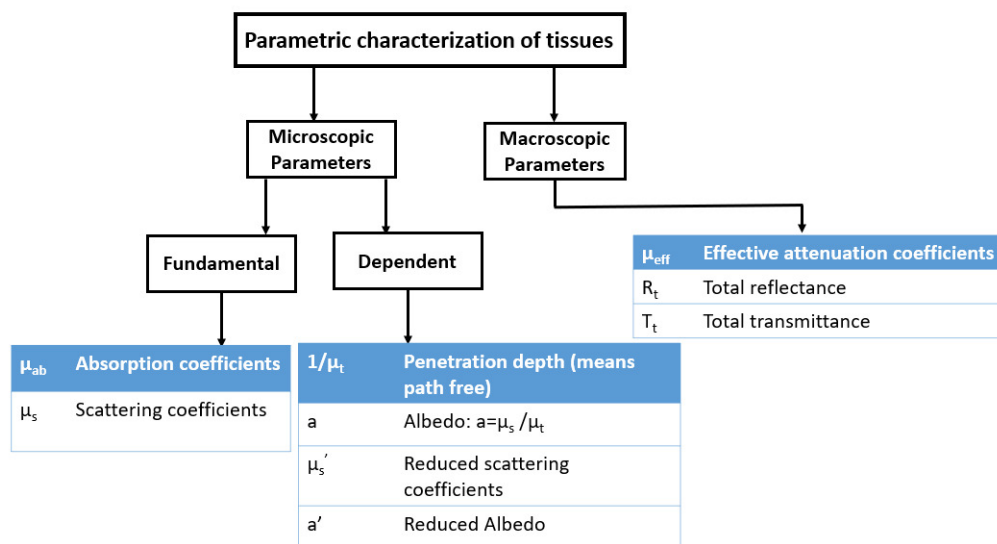 Parametric characterization of tissues
Microscopic
Parameters
Macroscopic
Parameters
Fundamental
Dependent
μab Absorption coefficients
μs Scattering coefficients
1/μt Penetration depth (means
path free)
a Albedo: a=μs /μt
μs′ Reduced scattering
coefficients
a’ Reduced Albedo
μeff Effective attenuation coefficients
Rt Total reflectance
Tt Total transmittance